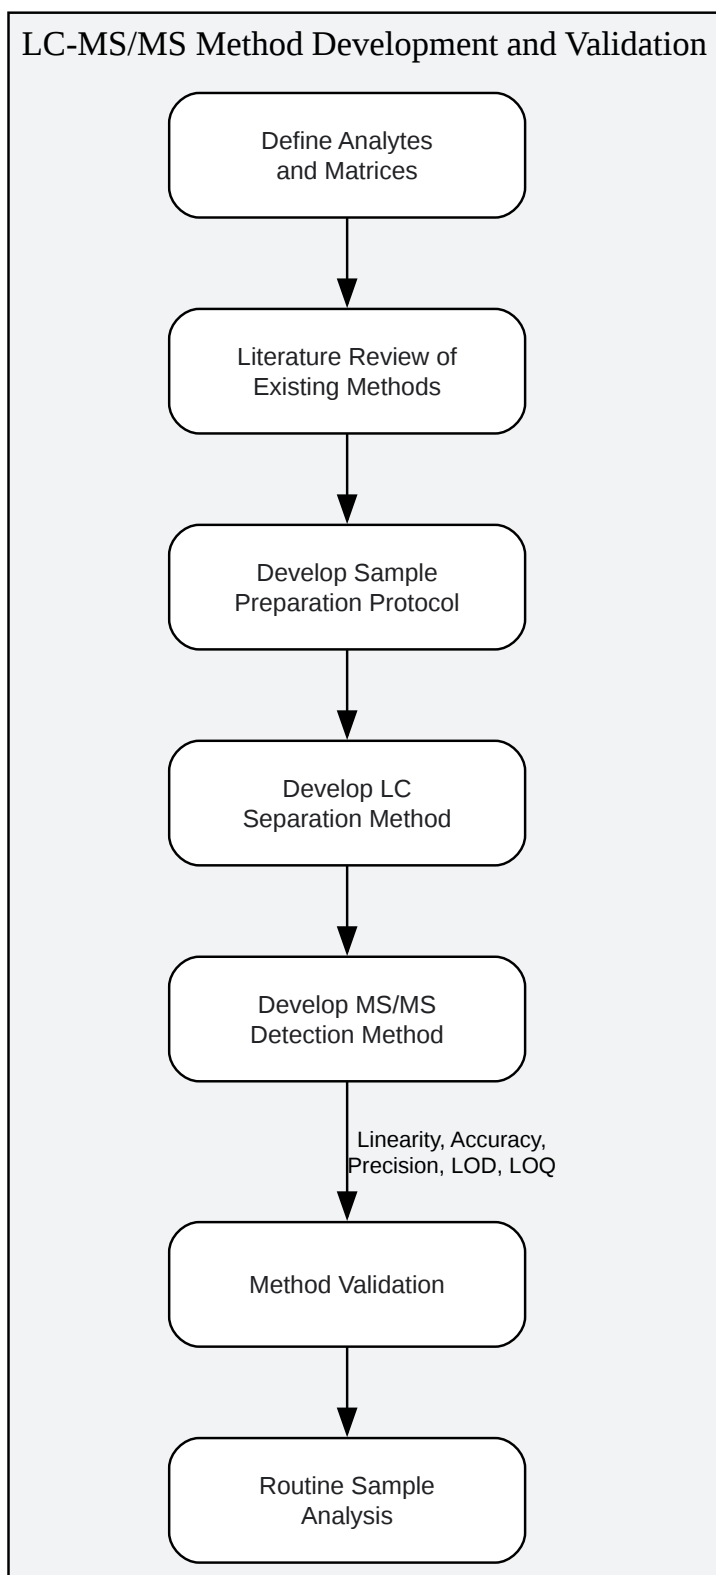 LC-MS/MS Method Development and Validation
Define Analytes
and Matrices
Literature Review of
Existing Methods
Develop Sample
Preparation Protocol
Develop LC
Separation Method
Develop MS/MS
Detection Method
Linearity, Accuracy,
Precision, LOD, LOQ
Method Validation
Routine Sample
Analysis